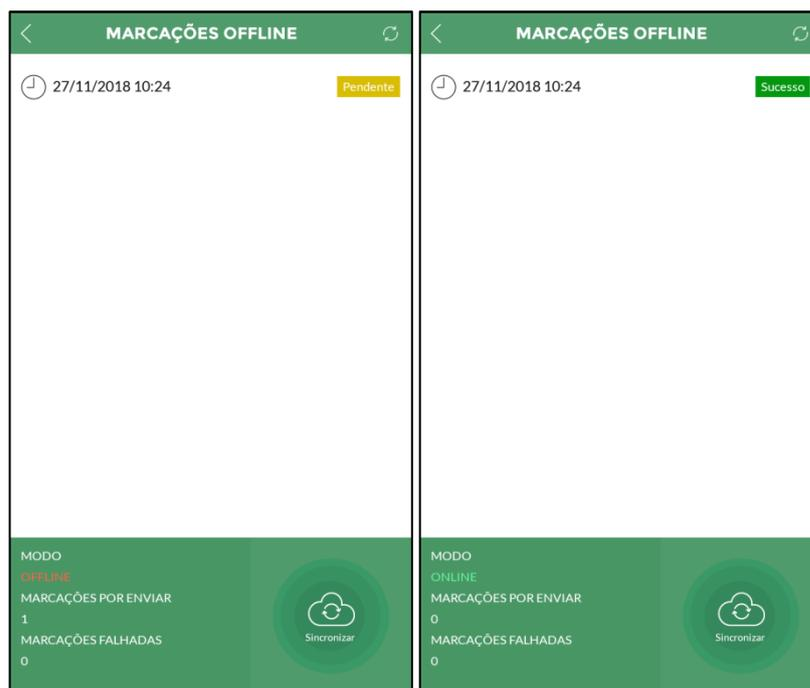 MARCAÇÕES OFFLINE
27/11/2018 10:24
Pendente
MODO
OFFLINE
MARCAÇÕES POR ENVIAR
1
MARCAÇÕES FALHADAS
0
Sincronizar
MARCAÇÕES OFFLINE
27/11/2018 10:24
Sucesso
MODO
ONLINE
MARCAÇÕES POR ENVIAR
0
MARCAÇÕES FALHADAS
0
Sincronizar